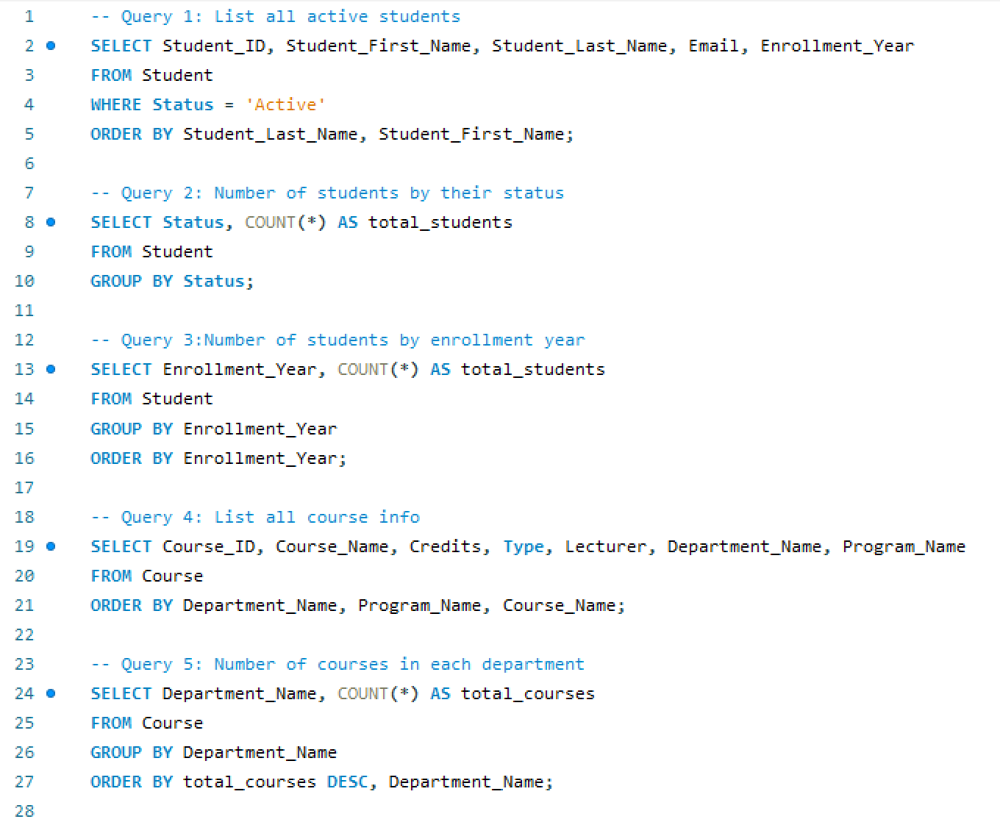 1 -- Query 1: List all active students
2 SELECT Student_ID, Student_First_Name, Student_Last_Name, Email, Enrollment_Year
3 FROM Student
4 WHERE Status = 'Active'
5 ORDER BY Student_Last_Name, Student_First_Name;
6
7 -- Query 2: Number of students by their status
8 SELECT Status, COUNT(*) AS total_students
9 FROM Student
10 GROUP BY Status;
11
12 -- Query 3:Number of students by enrollment year
13 SELECT Enrollment_Year, COUNT(*) AS total_students
14 FROM Student
15 GROUP BY Enrollment_Year
16 ORDER BY Enrollment_Year;
17
18 -- Query 4: List all course info
19 SELECT Course_ID, Course_Name, Credits, Type, Lecturer, Department_Name, Program_Name
20 FROM Course
21 ORDER BY Department_Name, Program_Name, Course_Name;
22
23 -- Query 5: Number of courses in each department
24 SELECT Department_Name, COUNT(*) AS total_courses
25 FROM Course
26 GROUP BY Department_Name
27 ORDER BY total_courses DESC, Department_Name;
28